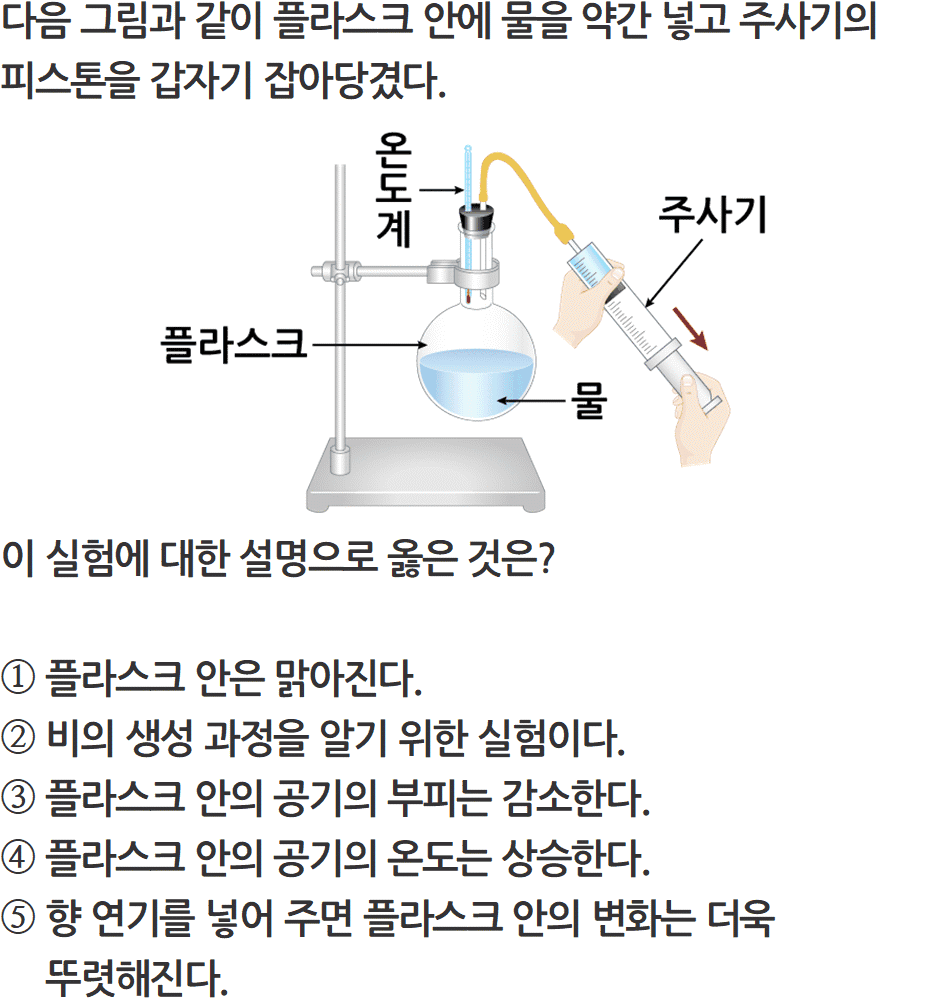 다음 그림과 같이 플라스크 안에 물을 약간 넣고 주사기의
피스톤을 갑자기 잡아당겼다.
온도계
주사기
플라스크
물
이 실험에 대한 설명으로 옳은 것은?
① 플라스크 안은 맑아진다.
② 비의 생성 과정을 알기 위한 실험이다.
③ 플라스크 안의 공기의 부피는 감소한다.
④ 플라스크 안의 공기의 온도는 상승한다.
⑤ 향 연기를 넣어 주면 플라스크 안의 변화는 더욱
뚜렷해진다.